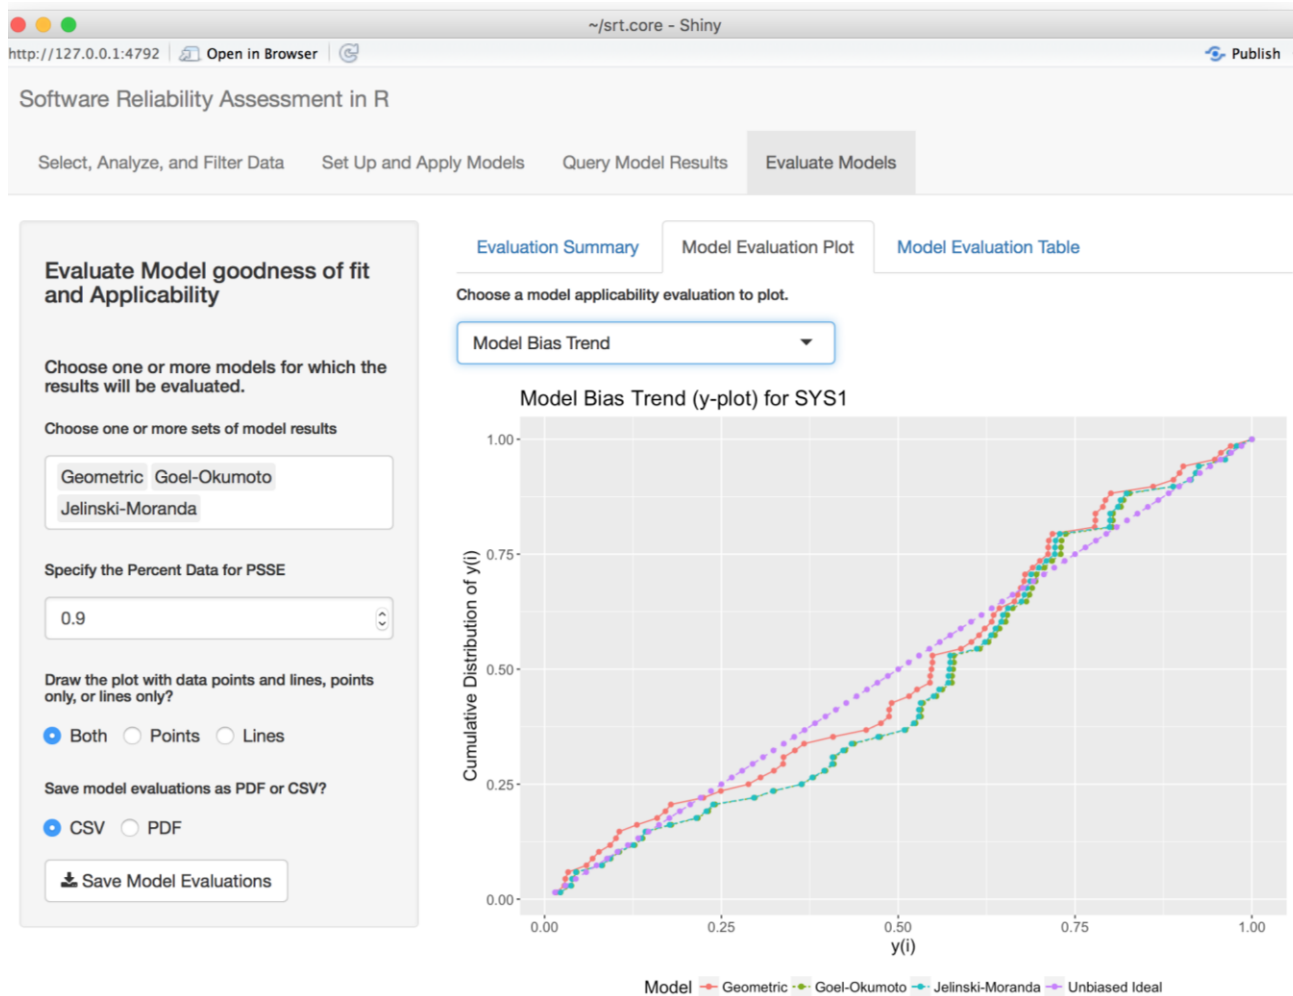 ~/srt.core - Shiny
http://127.0.0.1:4792 Open in Browser Publish
Software Reliability Assessment in R
Select, Analyze, and Filter Data Set Up and Apply Models Query Model Results Evaluate Models
Evaluate Model goodness of fit
and Applicability
Choose one or more models for which the
results will be evaluated.
Choose one or more sets of model results
Geometric Goel-Okumoto
Jelinski-Moranda
Specify the Percent Data for PSSE
0.9
Draw the plot with data points and lines, points
only, or lines only?
Both Points Lines
Save model evaluations as PDF or CSV?
CSV PDF
Save Model Evaluations
Evaluation Summary Model Evaluation Plot Model Evaluation Table
Choose a model applicability evaluation to plot.
Model Bias Trend
Model Bias Trend (y-plot) for SYS1
Cumulative Distribution of y(i)
1.00
0.75
0.50
0.25
0.00
0.00 0.25 0.50 0.75 1.00
y(i)
Model Geometric Goel-Okumoto Jelinski-Moranda Unbiased Ideal